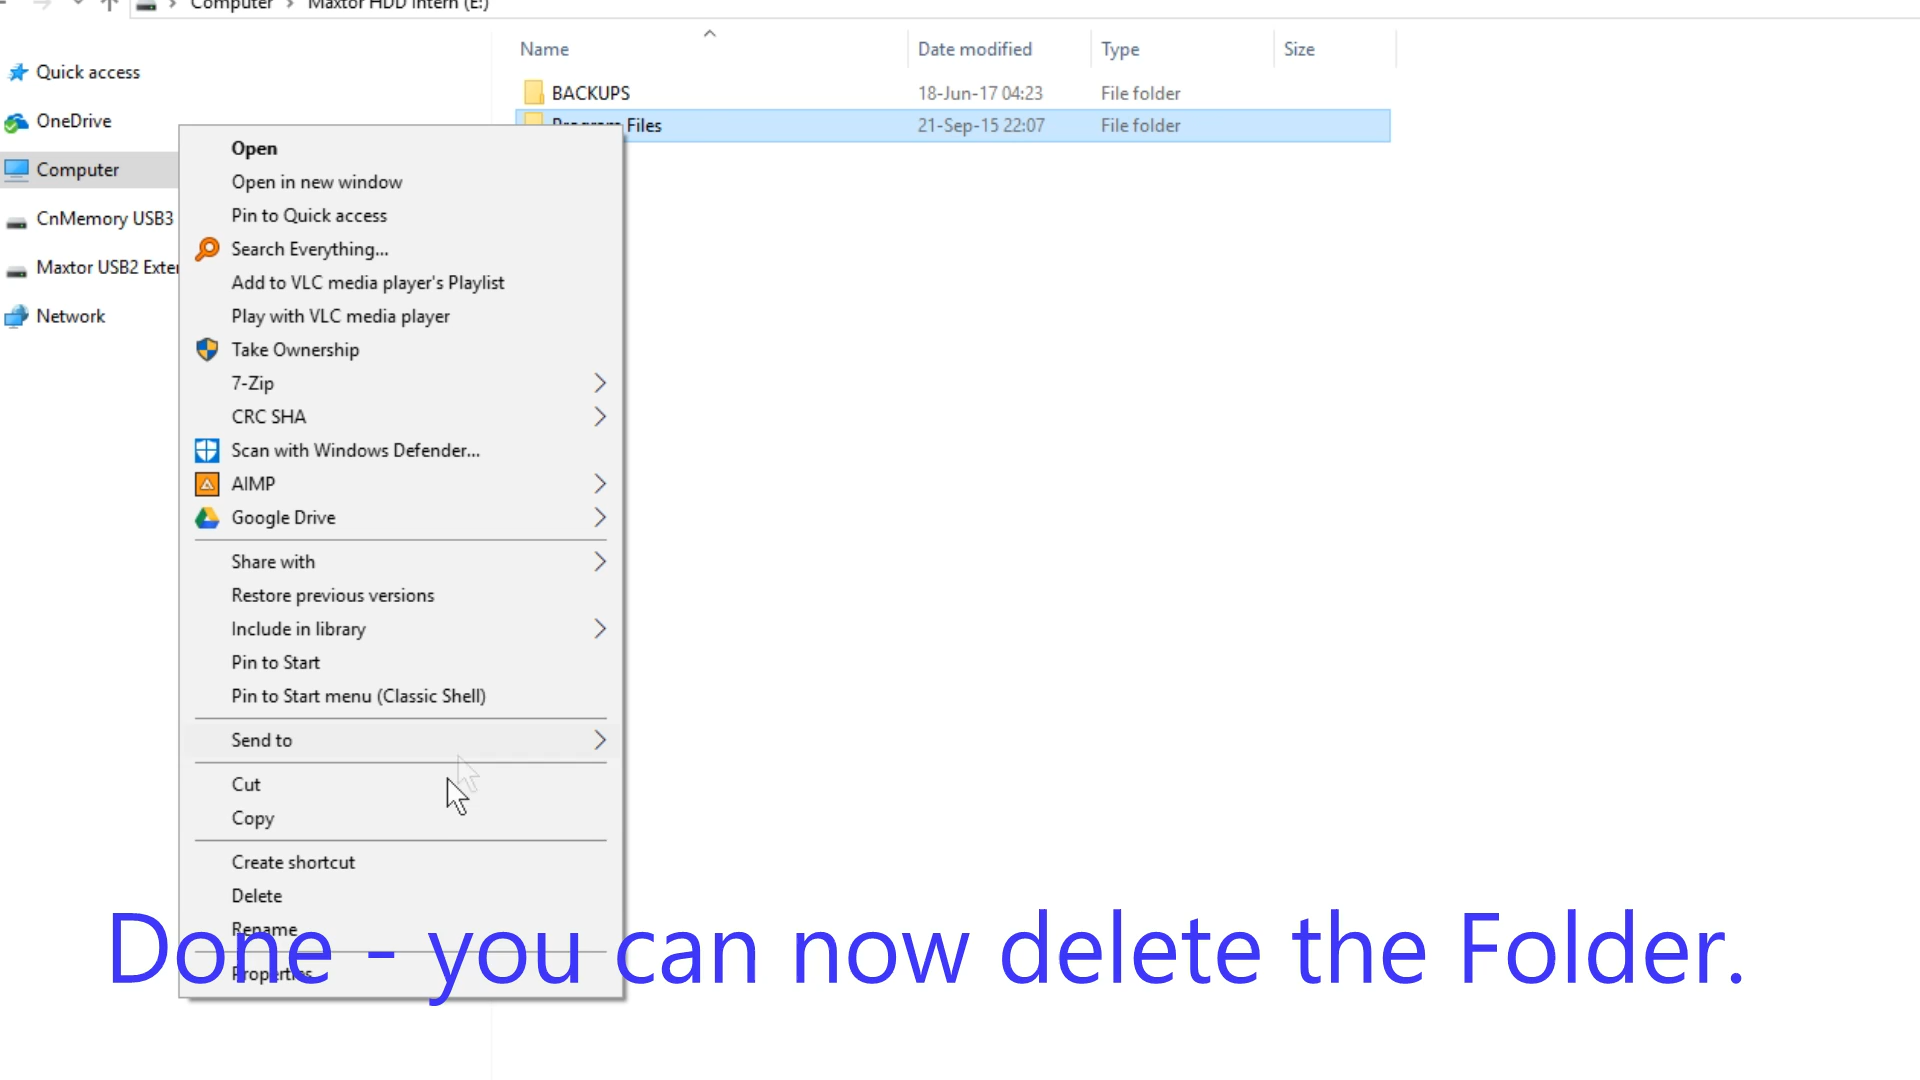 Computer > Maxtor HDD Intern (E:)
Name Date modified Type Size
Quick access
BACKUPS 18-Jun-17 04:23 File folder
OneDrive
Program Files 21-Sep-15 22:07 File folder
Computer
CnMemory USB3
Maxtor USB2 Exter
Network
Open
Open in new window
Pin to Quick access
Search Everything...
Add to VLC media player's Playlist
Play with VLC media player
Take Ownership
7-Zip
CRC SHA
Scan with Windows Defender...
AIMP
Google Drive
Share with
Restore previous versions
Include in library
Pin to Start
Pin to Start menu (Classic Shell)
Send to
Cut
Copy
Create shortcut
Delete
Rename
Properties
Done - you can now delete the Folder.